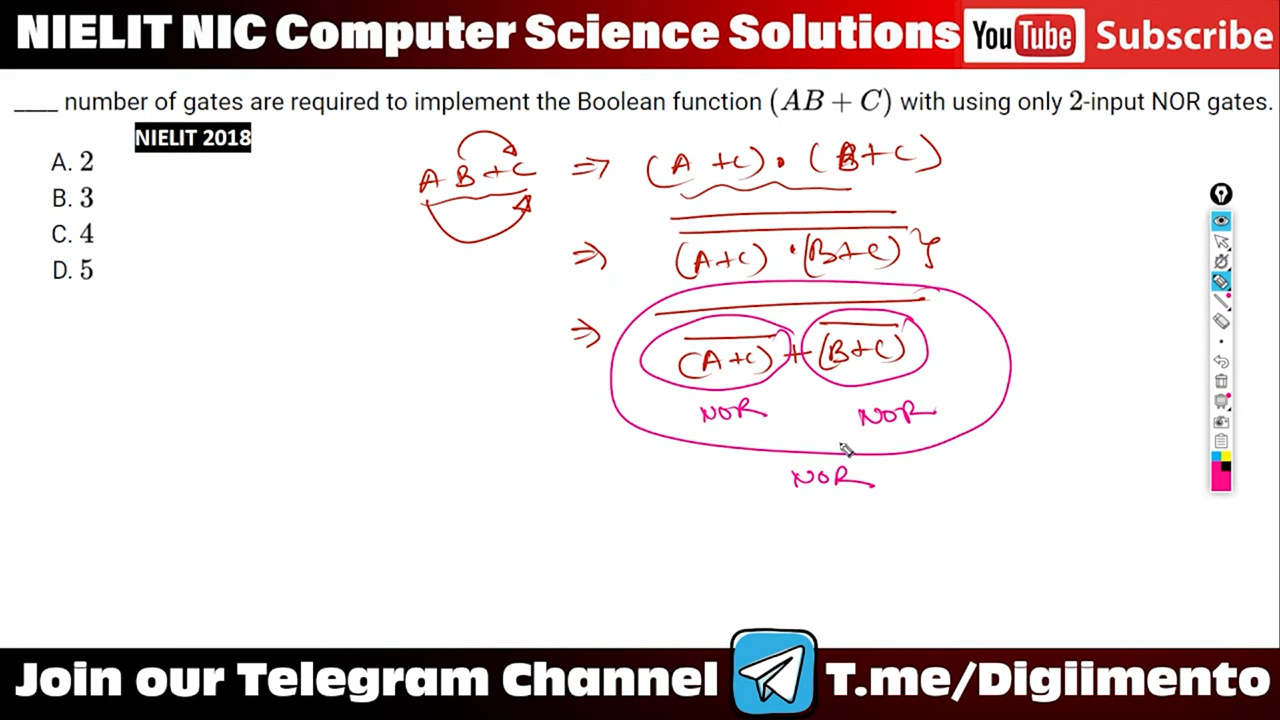 NIELIT NIC Computer Science Solutions YouTube Subscribe
____ number of gates are required to implement the Boolean function (AB + C) with using only 2-input NOR gates.
NIELIT 2018
A. 2
B. 3
C. 4
D. 5
AB+C ⇒ (A+C)·(B+C)
⇒ (A+C)·(B+C)}
⇒ (A+C)+(B+C)
NOR NOR
NOR
Join our Telegram Channel T.me/Digiimento